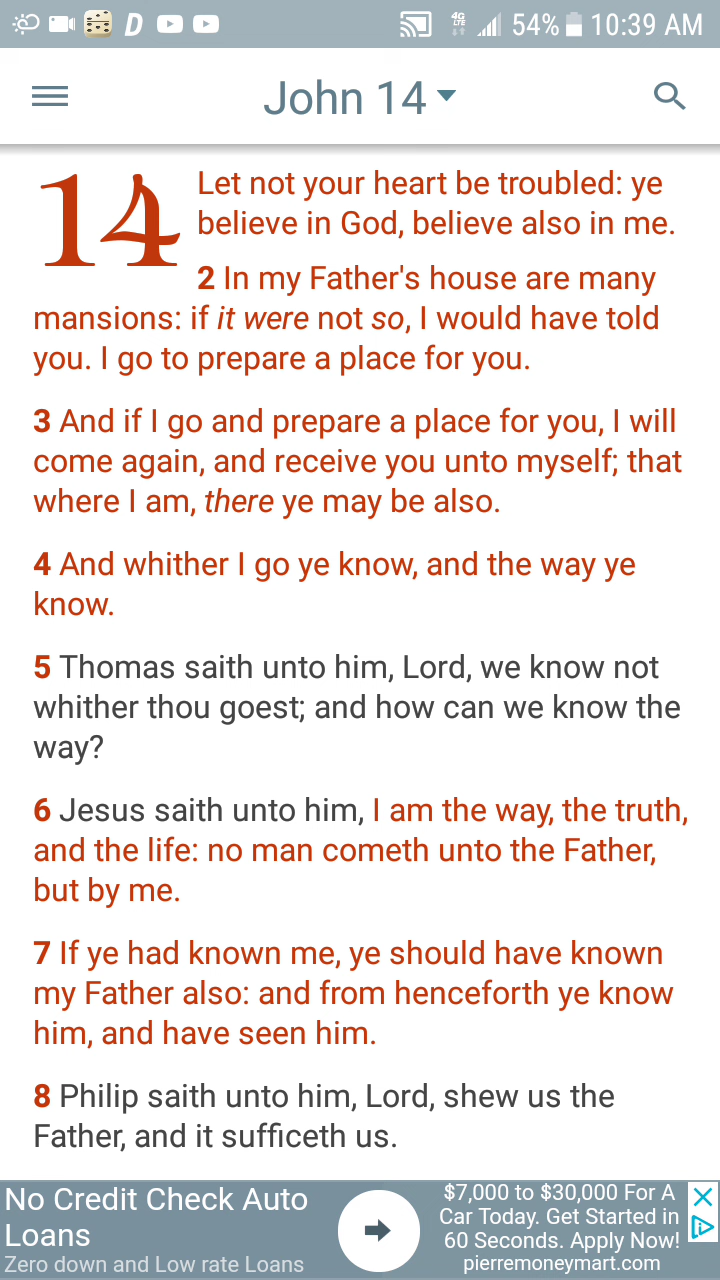 4G
LTE
54%
10:39 AM
John 14
14
Let not your heart be troubled: ye
believe in God, believe also in me.
2 In my Father's house are many
mansions: if it were not so, I would have told
you. I go to prepare a place for you.
3 And if I go and prepare a place for you, I will
come again, and receive you unto myself; that
where I am, there ye may be also.
4 And whither I go ye know, and the way ye
know.
5 Thomas saith unto him, Lord, we know not
whither thou goest; and how can we know the
way?
6 Jesus saith unto him, I am the way, the truth,
and the life: no man cometh unto the Father,
but by me.
7 If ye had known me, ye should have known
my Father also: and from henceforth ye know
him, and have seen him.
8 Philip saith unto him, Lord, shew us the
Father, and it sufficeth us.
No Credit Check Auto
Loans
Zero down and Low rate Loans
$7,000 to $30,000 For A
Car Today. Get Started in
60 Seconds. Apply Now!
pierremoneymart.com